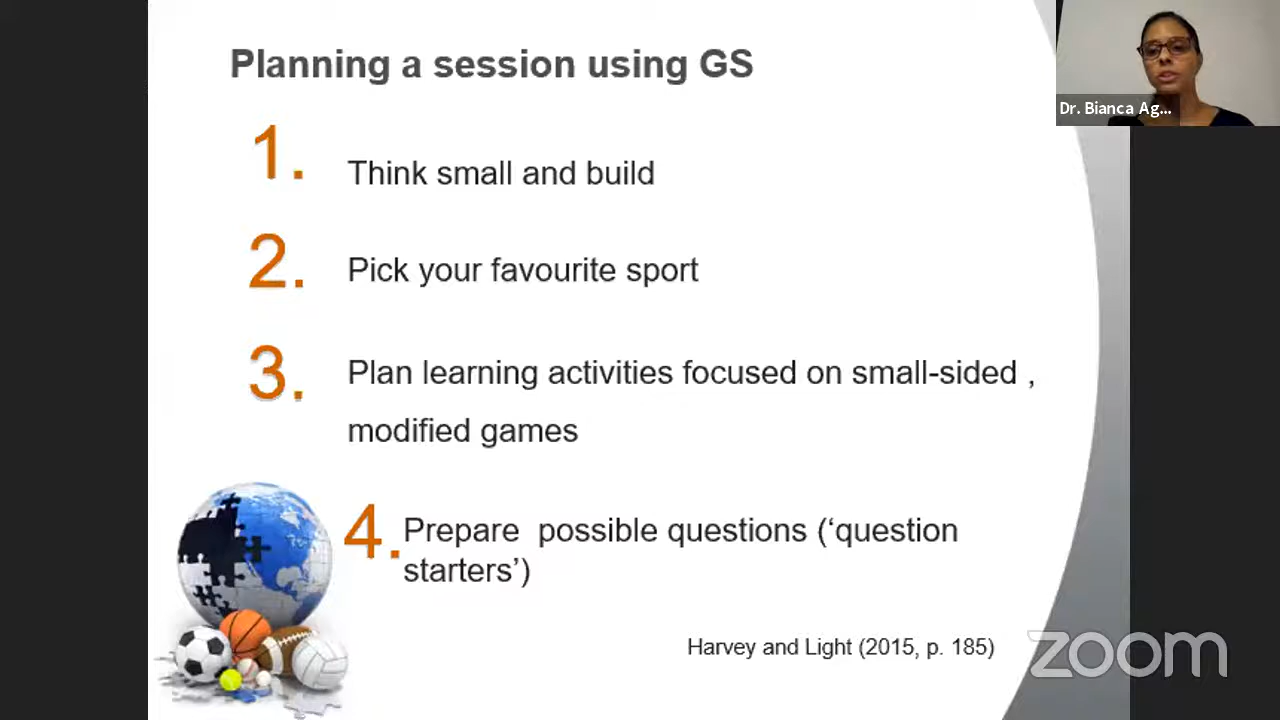 Planning a session using GS
Dr. Bianca Ag...
1. Think small and build
2. Pick your favourite sport
3. Plan learning activities focused on small-sided ,
modified games
4. Prepare possible questions (‘question
starters’)
Harvey and Light (2015, p. 185)
zoom